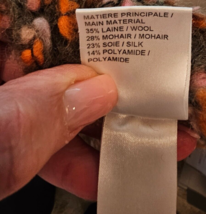 MATIERE PRINCIPALE /
MAIN MATERIAL
35% LAINE / WOOL
28% MOHAIR / MOHAIR
23% SOIE / SILK
14% POLYAMIDE /
POLYAMIDE